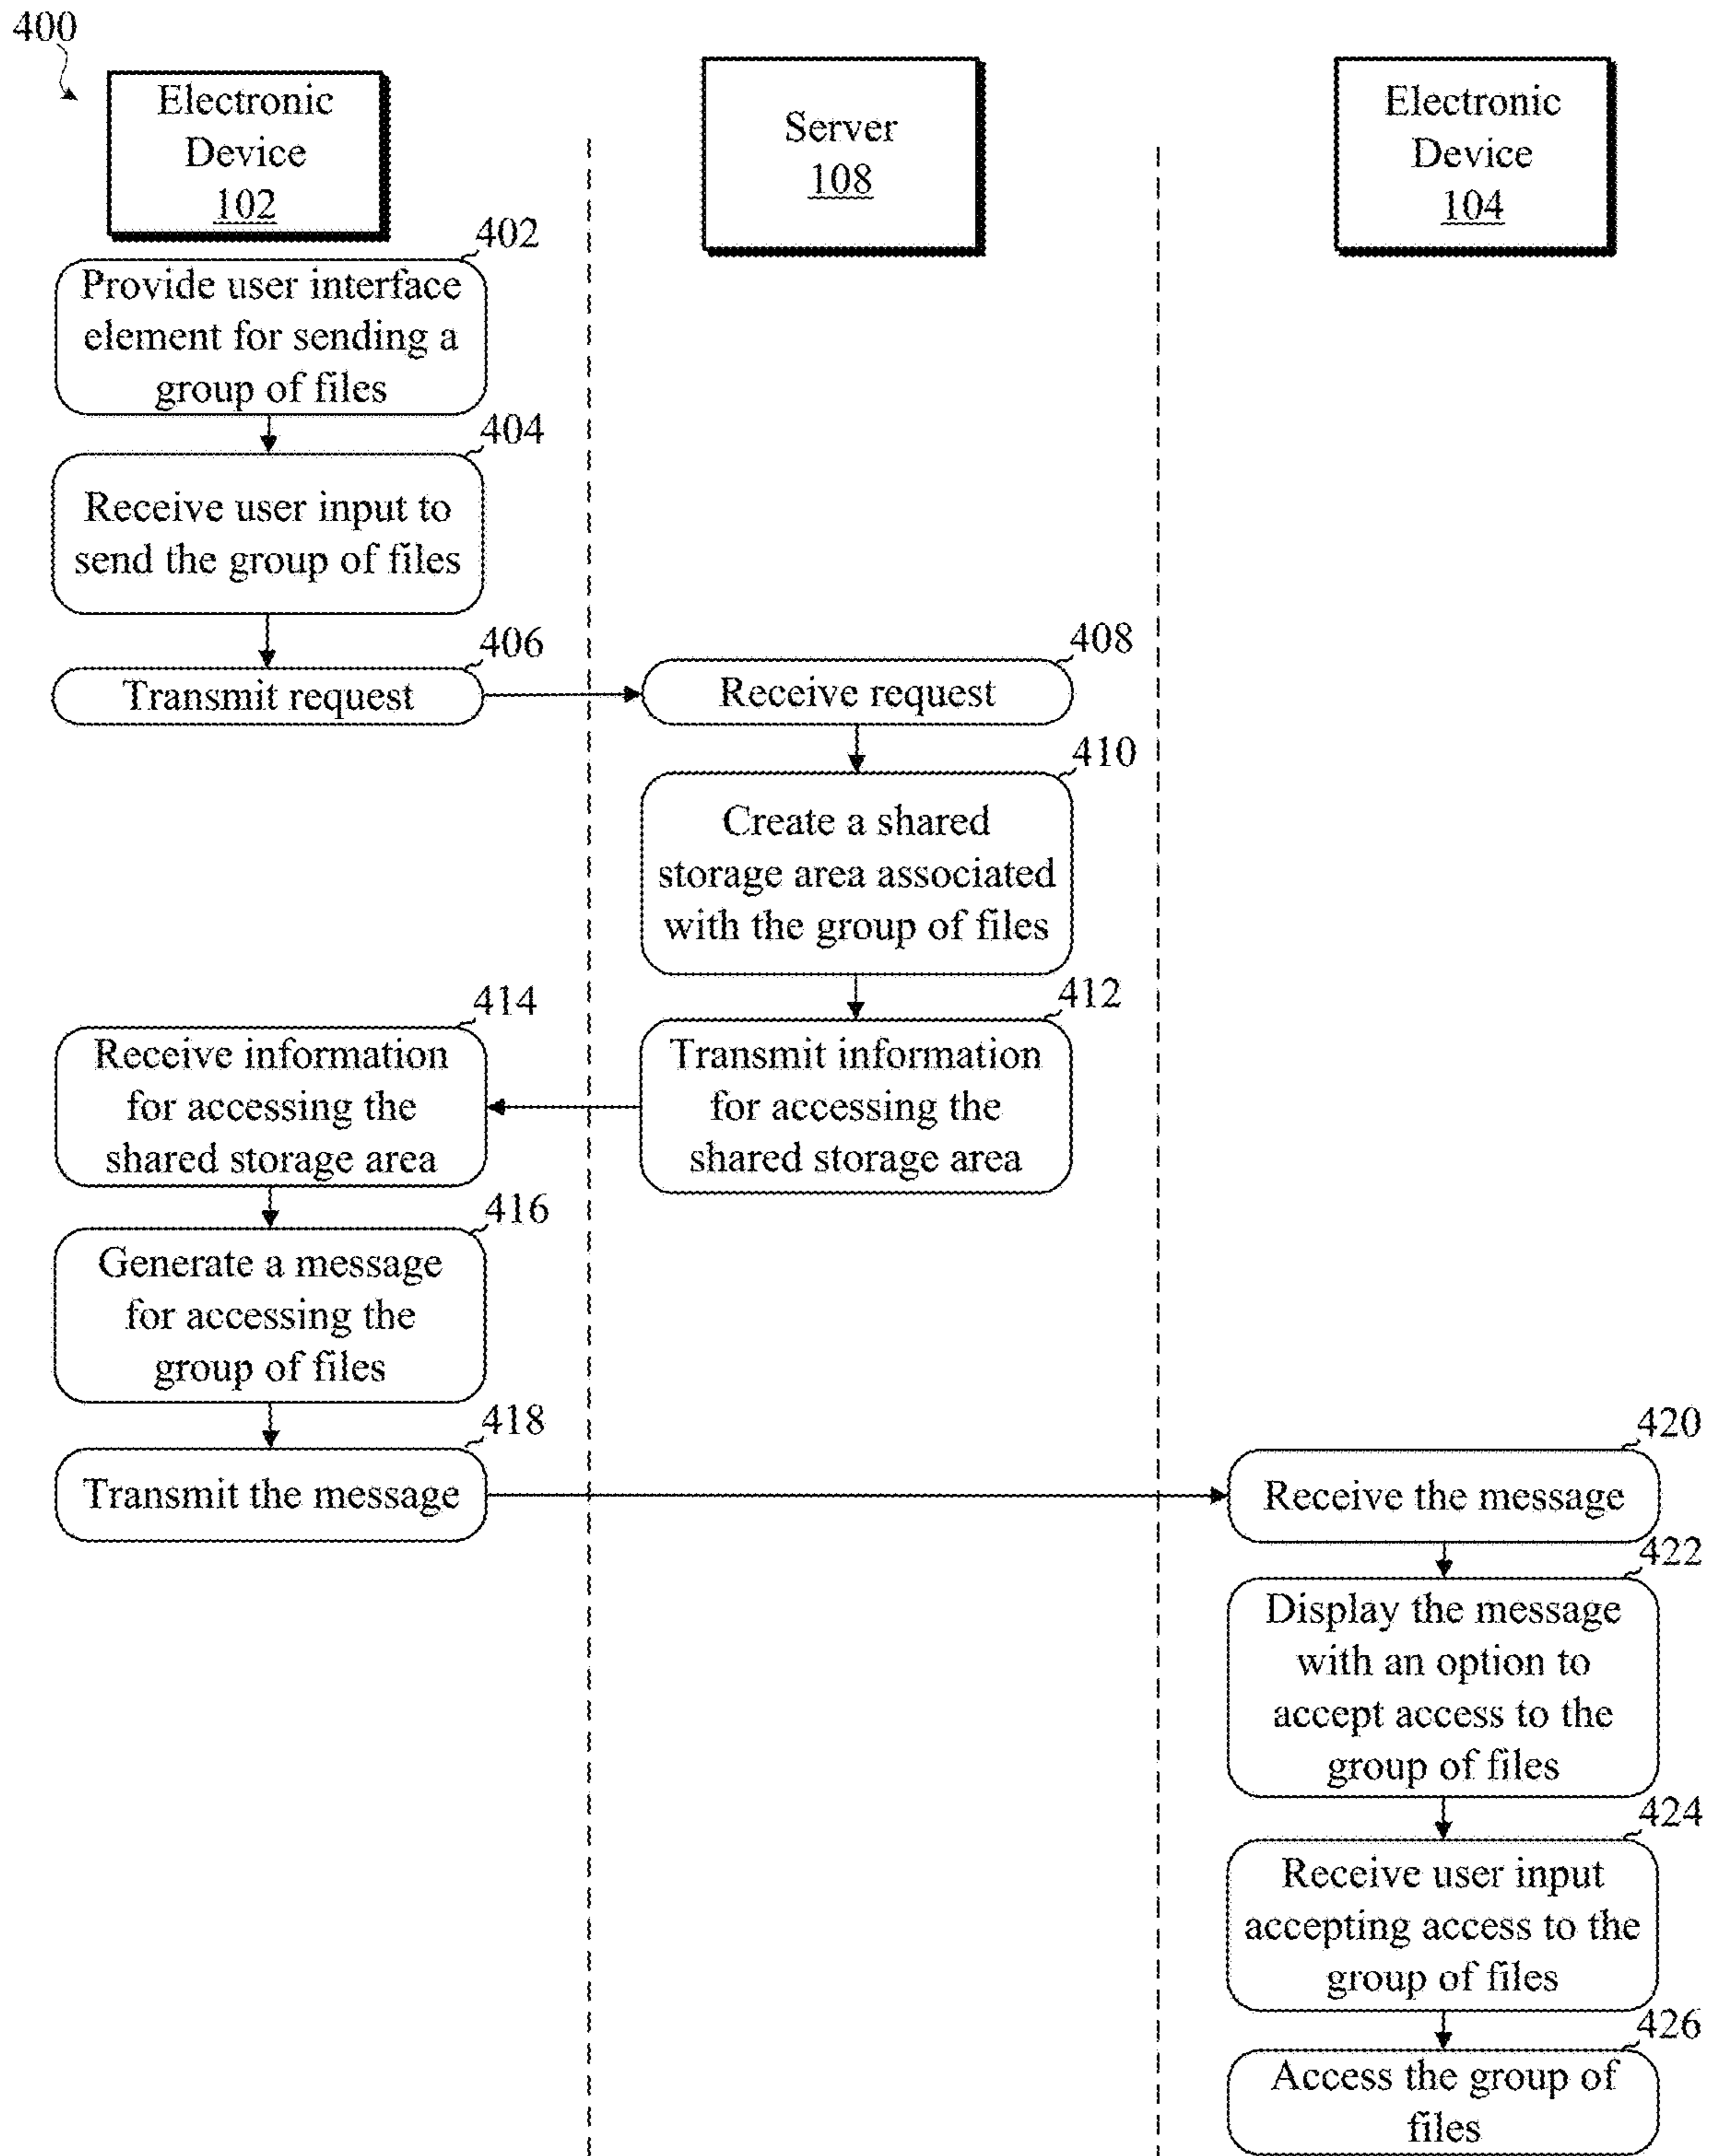 400
Electronic
Device
102
Server
108
Electronic
Device
104
402
Provide user interface
element for sending a
group of files
404
Receive user input to
send the group of files
406
Transmit request
408
Receive request
410
Create a shared
storage area associated
with the group of files
412
Transmit information
for accessing the
shared storage area
414
Receive information
for accessing the
shared storage area
416
Generate a message
for accessing the
group of files
418
Transmit the message
420
Receive the message
422
Display the message
with an option to
accept access to the
group of files
424
Receive user input
accepting access to the
group of files
426
Access the group of
files